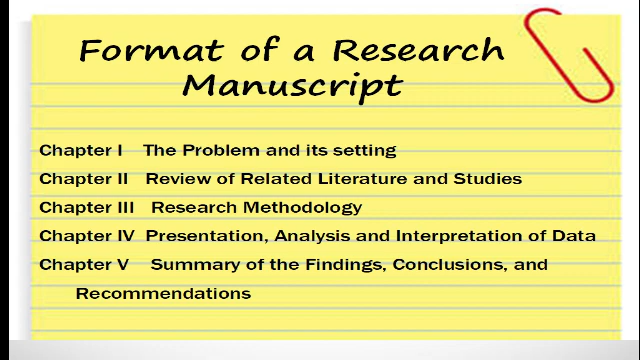 Format of a Research
Manuscript
Chapter I The Problem and its setting
Chapter II Review of Related Literature and Studies
Chapter III Research Methodology
Chapter IV Presentation, Analysis and Interpretation of Data
Chapter V Summary of the Findings, Conclusions, and
Recommendations